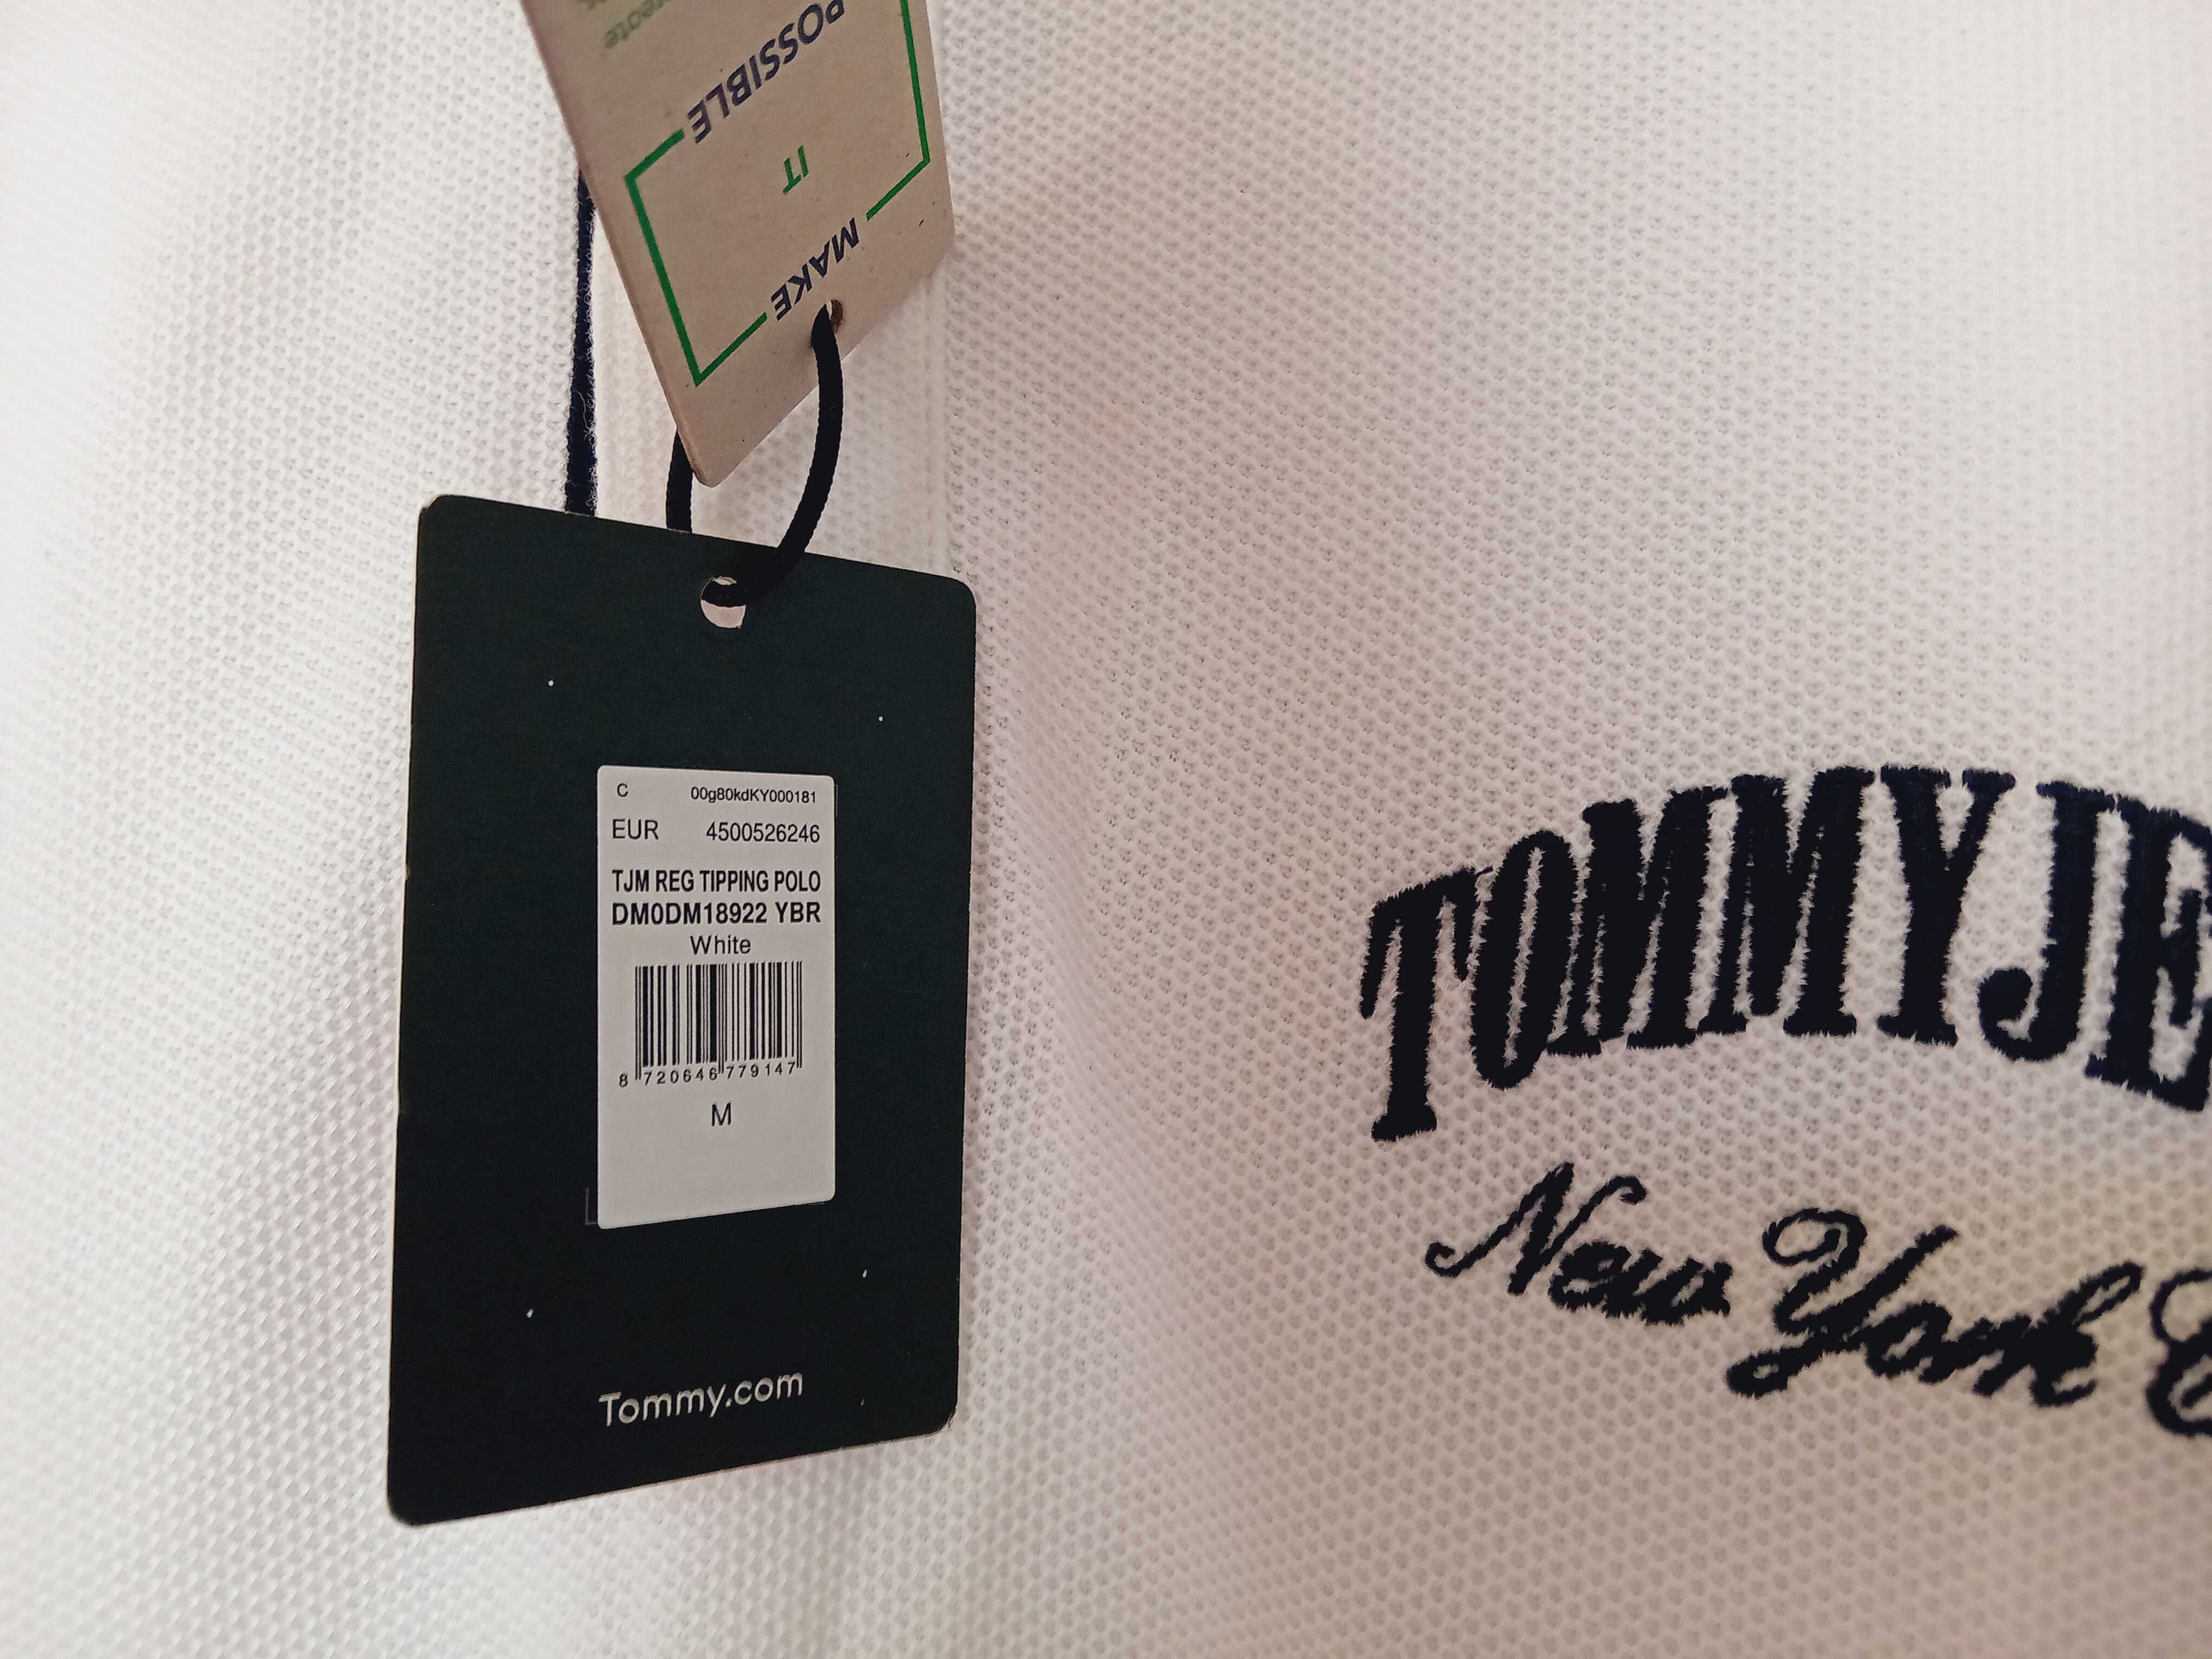 POSSIBLE
IT
MAKE
C 00g80kdKY000181
EUR 4500526246
TJM REG TIPPING POLO
DM0DM18922 YBR
White
8 720646 779147
M
Tommy.com
TOMMY JE
New York